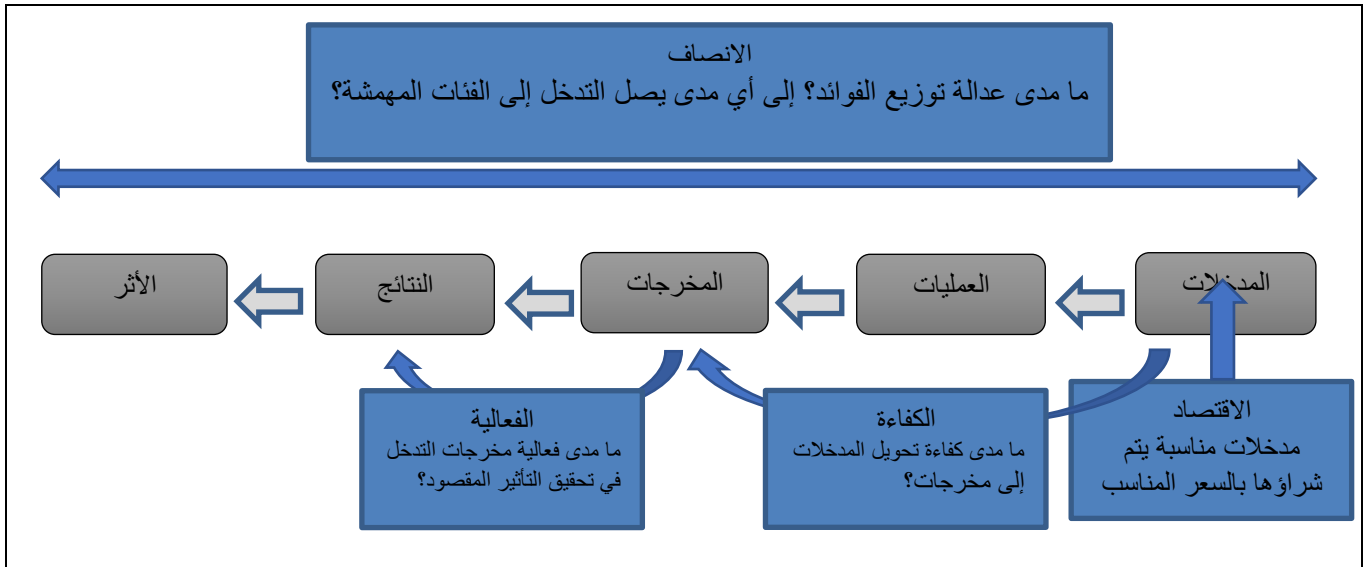 الانصاف
ما مدى عدالة توزيع الفوائد؟ إلى أي مدى يصل التدخل إلى الفئات المهمشة؟
المدخلات
العمليات
المخرجات
النتائج
الأثر
الاقتصاد
مدخلات مناسبة يتم
شراؤها بالسعر المناسب
الكفاءة
ما مدى كفاءة تحويل المدخلات
إلى مخرجات؟
الفعالية
ما مدى فعالية مخرجات التدخل
في تحقيق التأثير المقصود؟